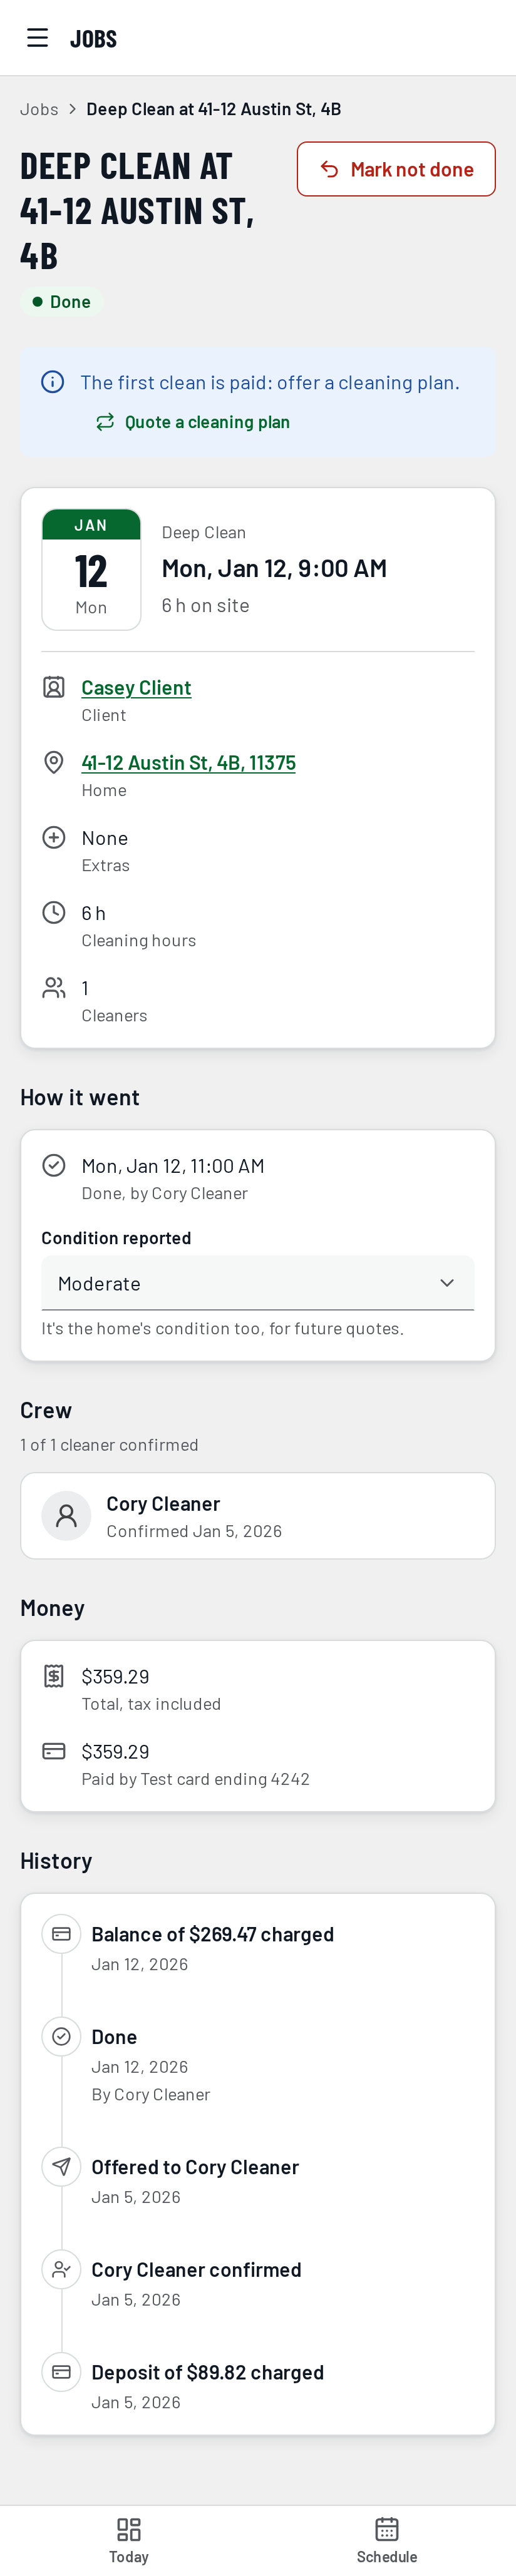 JOBS
Jobs > Deep Clean at 41-12 Austin St, 4B
DEEP CLEAN AT
41-12 AUSTIN ST,
4B
Mark not done
Done
The first clean is paid: offer a cleaning plan.
Quote a cleaning plan
JAN
12
Mon
Deep Clean
Mon, Jan 12, 9:00 AM
6 h on site
Casey Client
Client
41-12 Austin St, 4B, 11375
Home
None
Extras
6 h
Cleaning hours
1
Cleaners
How it went
Mon, Jan 12, 11:00 AM
Done, by Cory Cleaner
Condition reported
Moderate
It's the home's condition too, for future quotes.
Crew
1 of 1 cleaner confirmed
Cory Cleaner
Confirmed Jan 5, 2026
Money
$359.29
Total, tax included
$359.29
Paid by Test card ending 4242
History
Balance of $269.47 charged
Jan 12, 2026
Done
Jan 12, 2026
By Cory Cleaner
Offered to Cory Cleaner
Jan 5, 2026
Cory Cleaner confirmed
Jan 5, 2026
Deposit of $89.82 charged
Jan 5, 2026
Today
Schedule